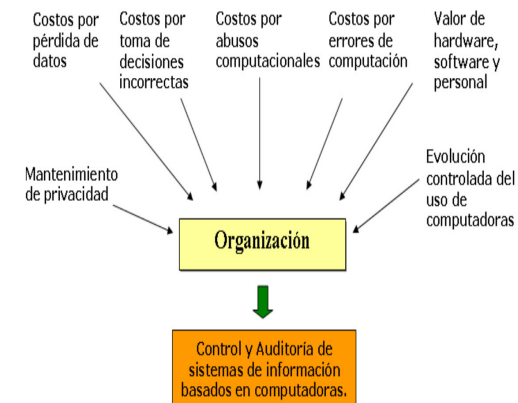 Costos por
pérdida de
datos
Costos por
toma de
decisiones
incorrectas
Costos por
abusos
computacionales
Costos por
errores de
computación
Valor de
hardware,
software y
personal
Mantenimiento
de privacidad
Evolución
controlada del
uso de
computadoras
Organización
Control y Auditoría de
sistemas de información
basados en computadoras.